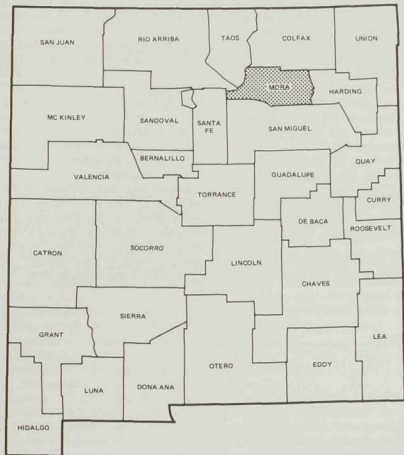 SAN JUAN
RIO ARRIBA
TAOS
COLFAX
UNION
MORA
HARDING
MC KINLEY
SANDOVAL
SANTA
FE
SAN MIGUEL
BERNALILLO
QUAY
VALENCIA
GUADALUPE
TORRANCE
CURRY
DE BACA
ROOSEVELT
CATRON
SOCORRO
LINCOLN
CHAVES
SIERRA
GRANT
LEA
OTERO
EDDY
LUNA
DONA ANA
HIDALGO